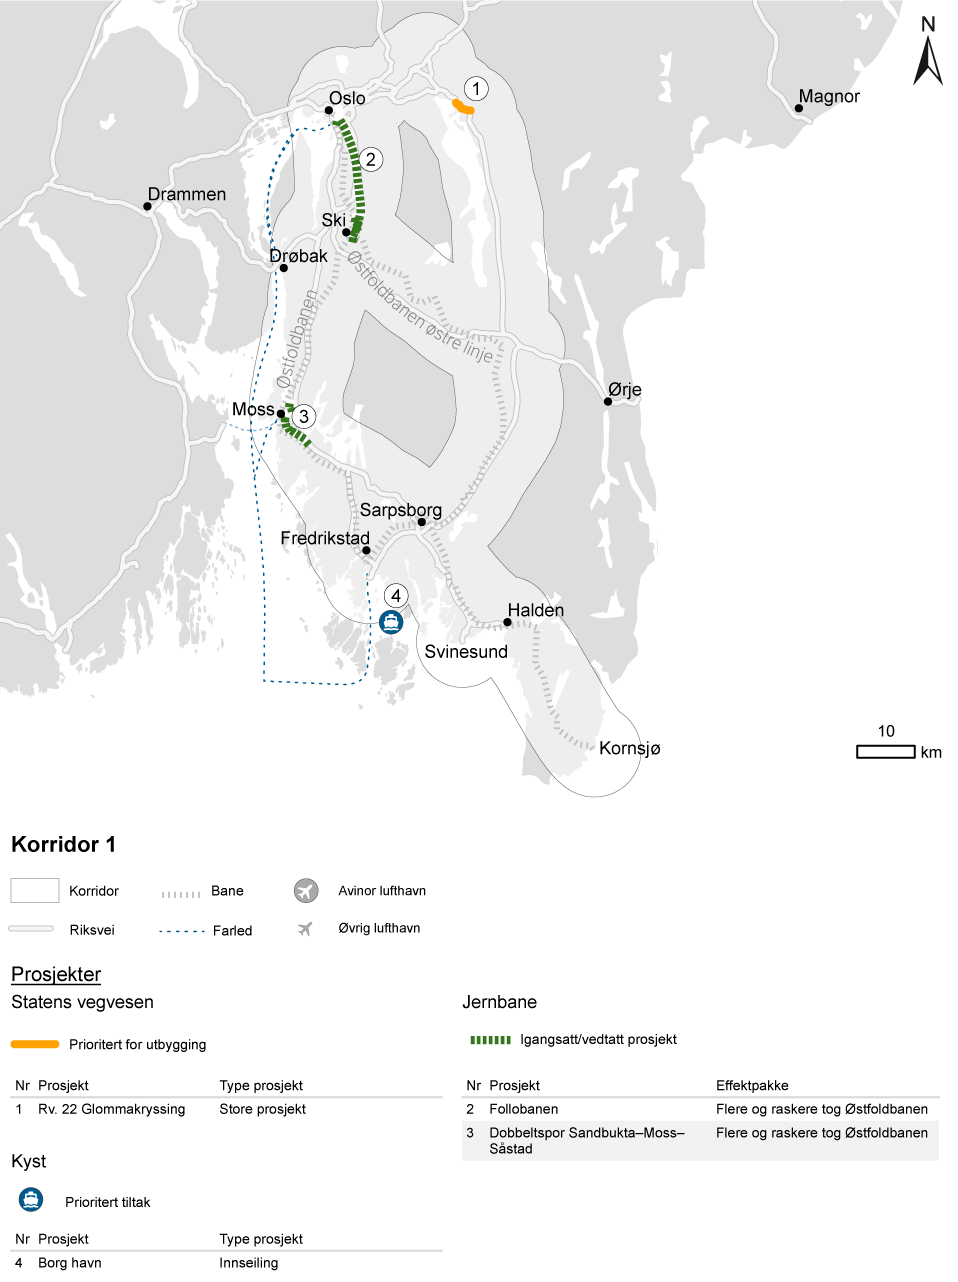 N
Magnor
1
Oslo
2
Drammen
Ski
Drøbak
Østfoldbanen østre linje
Østfoldbanen
Ørje
Moss
3
Sarpsborg
Fredrikstad
4
Halden
Svinesund
Kornsjø
10
km
Korridor 1
Korridor
Bane
Avinor lufthavn
Riksvei
Farled
Øvrig lufthavn
Prosjekter
Statens vegvesen
Prioritert for utbygging
Nr Prosjekt Type prosjekt
1 Rv. 22 Glommakryssing Store prosjekt
Kyst
Prioritert tiltak
Nr Prosjekt Type prosjekt
4 Borg havn Innseiling
Jernbane
Igangsatt/vedtatt prosjekt
Nr Prosjekt Effektpakke
2 Follobanen Flere og raskere tog Østfoldbanen
3 Dobbeltspor Sandbukta–Moss– Flere og raskere tog Østfoldbanen
Såstad